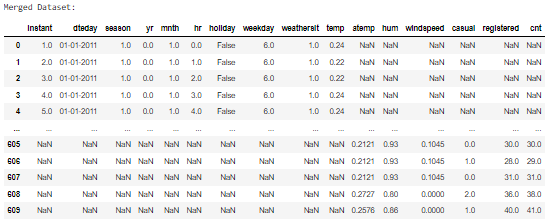 Merged Dataset:
instant dteday season yr mnth hr holiday weekday weathersit temp atemp hum windspeed casual registered cnt
0 1.0 01-01-2011 1.0 0.0 1.0 0.0 False 6.0 1.0 0.24 NaN NaN NaN NaN NaN NaN
1 2.0 01-01-2011 1.0 0.0 1.0 1.0 False 6.0 1.0 0.22 NaN NaN NaN NaN NaN NaN
2 3.0 01-01-2011 1.0 0.0 1.0 2.0 False 6.0 1.0 0.22 NaN NaN NaN NaN NaN NaN
3 4.0 01-01-2011 1.0 0.0 1.0 3.0 False 6.0 1.0 0.24 NaN NaN NaN NaN NaN NaN
4 5.0 01-01-2011 1.0 0.0 1.0 4.0 False 6.0 1.0 0.24 NaN NaN NaN NaN NaN NaN
... ... ... ... ... ... ... ... ... ... ... ... ... ... ... ... ...
605 NaN NaN NaN NaN NaN NaN NaN NaN NaN NaN 0.2121 0.93 0.1045 0.0 30.0 30.0
606 NaN NaN NaN NaN NaN NaN NaN NaN NaN NaN 0.2121 0.93 0.1045 1.0 28.0 29.0
607 NaN NaN NaN NaN NaN NaN NaN NaN NaN NaN 0.2121 0.93 0.1045 0.0 31.0 31.0
608 NaN NaN NaN NaN NaN NaN NaN NaN NaN NaN 0.2727 0.80 0.0000 2.0 36.0 38.0
609 NaN NaN NaN NaN NaN NaN NaN NaN NaN NaN 0.2576 0.86 0.0000 1.0 40.0 41.0